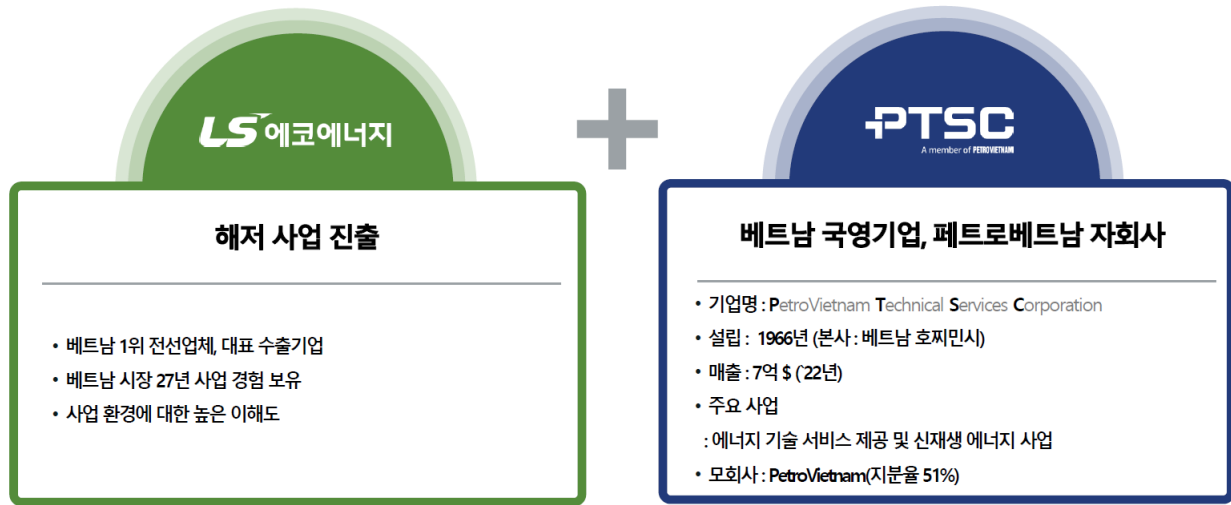 LS 에코에너지
해저 사업 진출
• 베트남 1위 전선업체, 대표 수출기업
• 베트남 시장 27년 사업 경험 보유
• 사업 환경에 대한 높은 이해도
+
PTSC
A member of PETROVIETNAM
베트남 국영기업, 페트로베트남 자회사
• 기업명 : PetroVietnam Technical Services Corporation
• 설립 : 1966년 (본사 : 베트남 호찌민시)
• 매출 : 7억 $ (`22년)
• 주요 사업
: 에너지 기술 서비스 제공 및 신재생 에너지 사업
• 모회사 : PetroVietnam(지분율 51%)